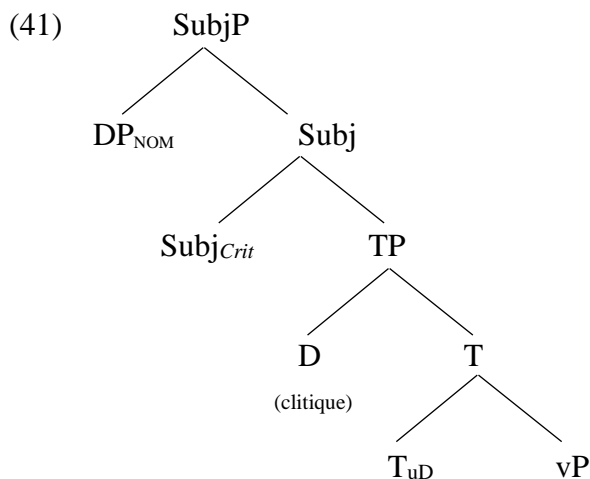 (41) SubjP
DP_NOM Subj
Subj_Crit TP
D T
(clitique)
T_uD vP